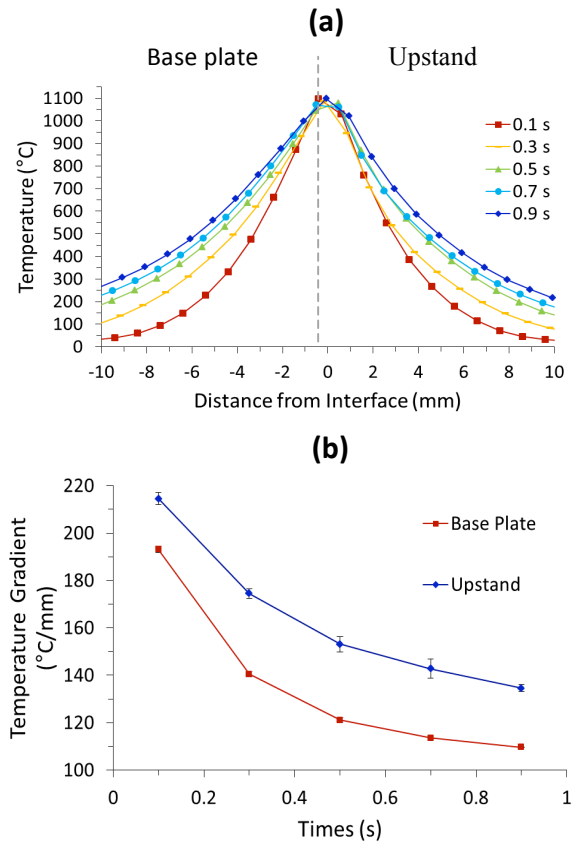 (a)
Base plate
Upstand
1100
1000
900
800
700
600
500
400
300
200
100
0
Temperature (°C)
0.1 s
0.3 s
0.5 s
0.7 s
0.9 s
-10 -8 -6 -4 -2 0 2 4 6 8 10
Distance from Interface (mm)
(b)
220
200
180
160
140
120
100
Temperature Gradient
(°C/mm)
Base Plate
Upstand
0 0.2 0.4 0.6 0.8 1
Times (s)